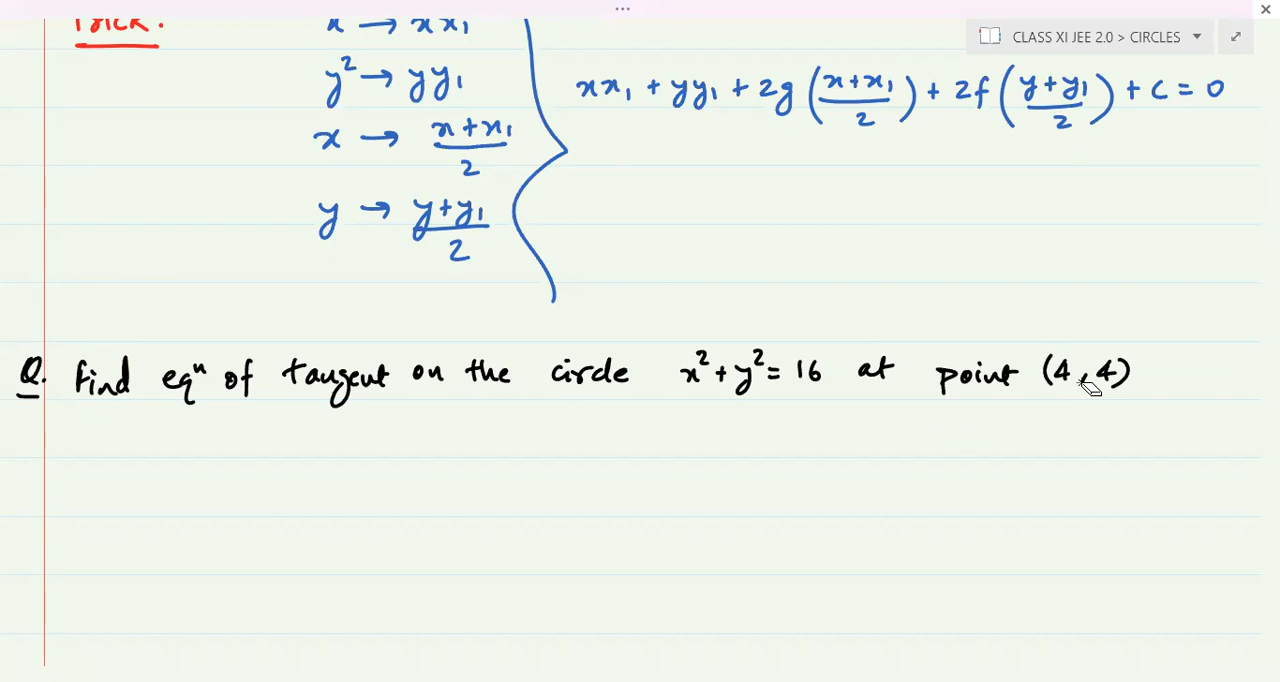 ...
CLASS XI JEE 2.0 > CIRCLES
Trick:
x² → xx₁
y² → yy₁
x → x+x₁/2
y → y+y₁/2
xx₁ + yy₁ + 2g (x+x₁/2) + 2f (y+y₁/2) + c = 0
Q. Find eqⁿ of tangent on the circle x² + y² = 16 at point (4, 4)